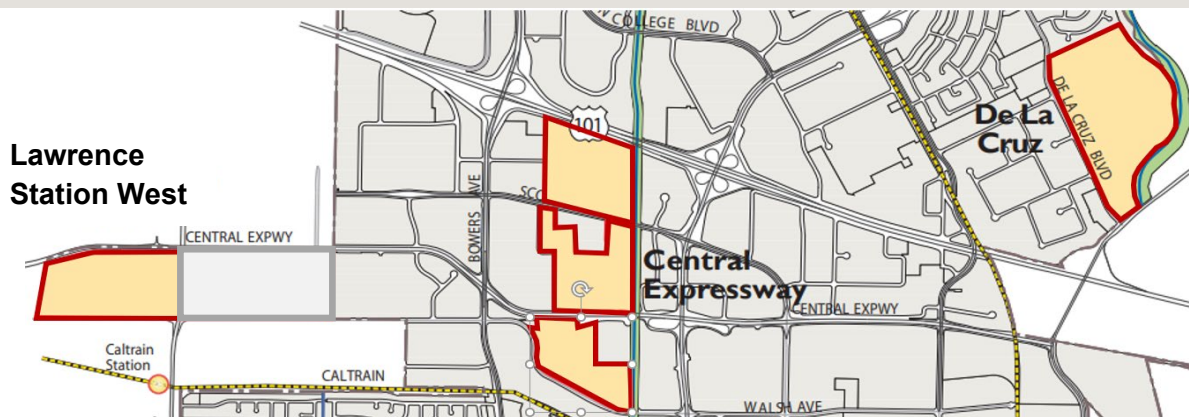 N COLLEGE BLVD
De La
Cruz
DE LA CRUZ BLVD
101
Lawrence
Station West
BOWERS AVE
SCO
CENTRAL EXPWY
Central
Expressway
CENTRAL EXPWY
Caltrain
Station
CALTRAIN
WALSH AVE